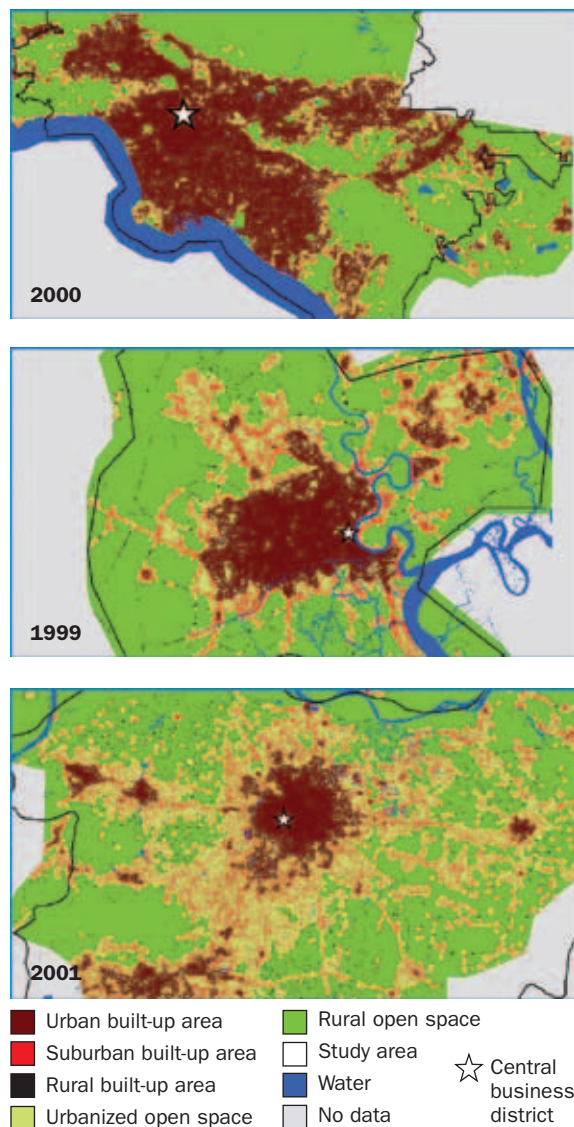 2000
1999
2001
Urban built-up area
Suburban built-up area
Rural built-up area
Urbanized open space
Rural open space
Study area
Water
No data
Central
business
district